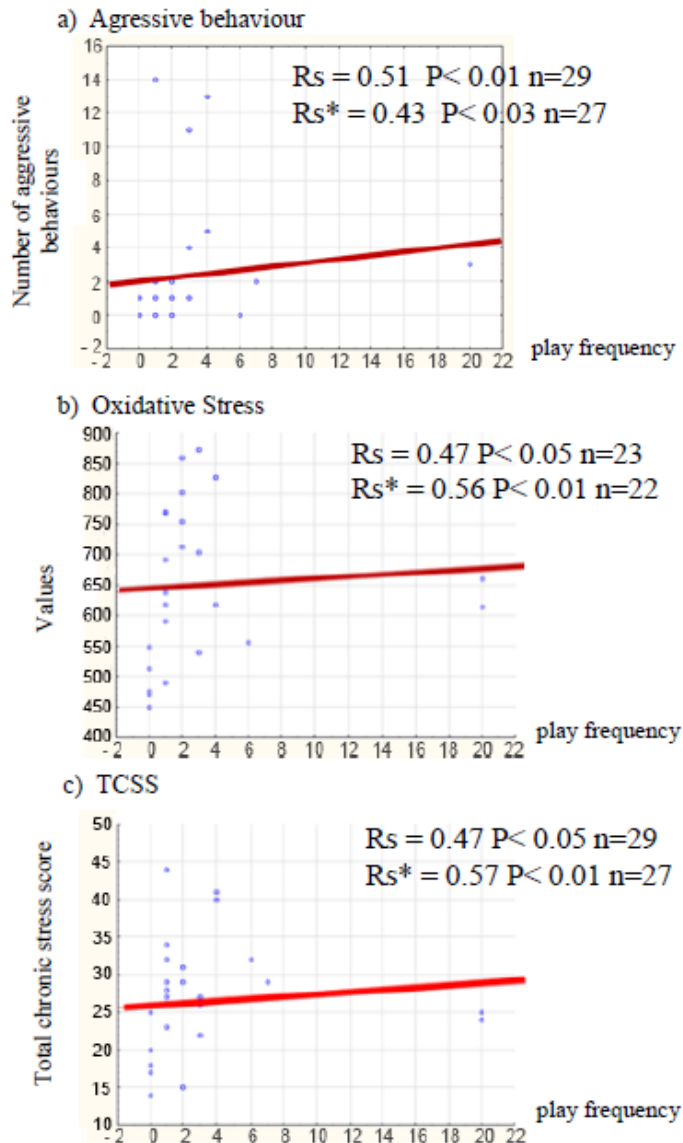 a) Agressive behaviour
Rs = 0.51 P< 0.01 n=29
Rs* = 0.43 P< 0.03 n=27
Number of aggressive
behaviours
16
14
12
10
8
6
4
2
0
-2
-2 0 2 4 6 8 10 12 14 16 18 20 22
play frequency
b) Oxidative Stress
Rs = 0.47 P< 0.05 n=23
Rs* = 0.56 P< 0.01 n=22
Values
900
850
800
750
700
650
600
550
500
450
400
-2 0 2 4 6 8 10 12 14 16 18 20 22
play frequency
c) TCSS
Rs = 0.47 P< 0.05 n=29
Rs* = 0.57 P< 0.01 n=27
Total chronic stress score
50
45
40
35
30
25
20
15
10
-2 0 2 4 6 8 10 12 14 16 18 20 22
play frequency